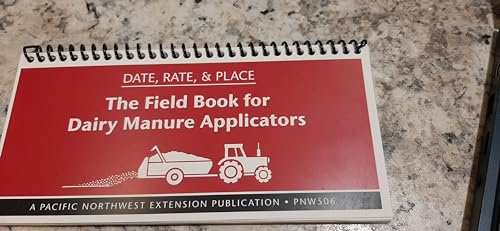 DATE, RATE, & PLACE
The Field Book for
Dairy Manure Applicators
A PACIFIC NORTHWEST EXTENSION PUBLICATION • PNW506